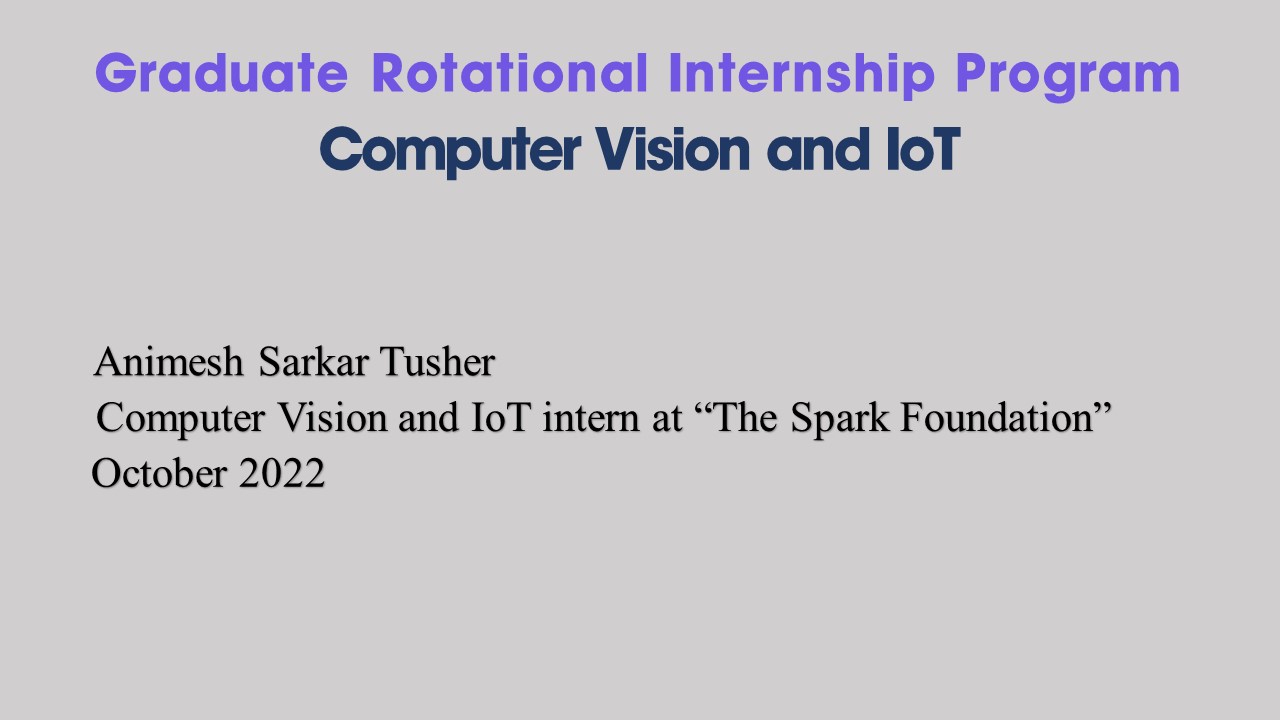 Graduate Rotational Internship Program
Computer Vision and IoT
Animesh Sarkar Tusher
Computer Vision and IoT intern at “The Spark Foundation”
October 2022